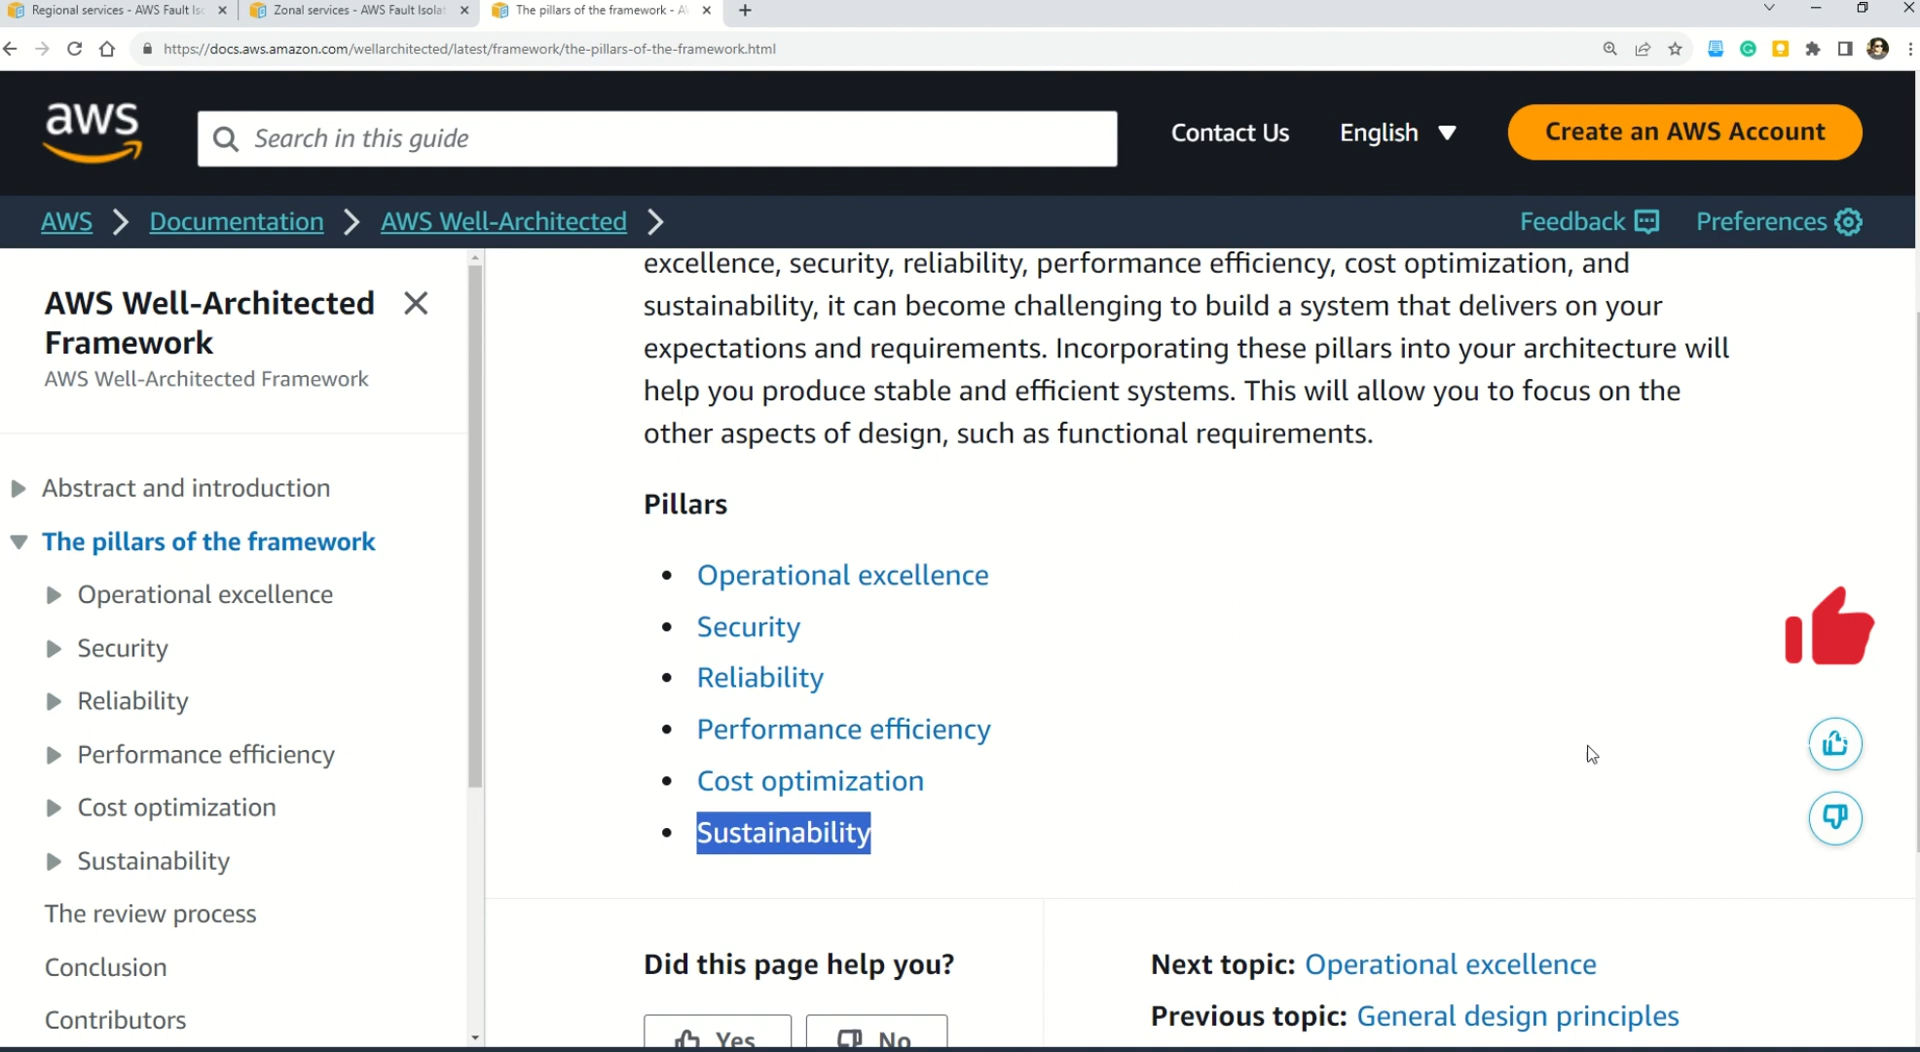 Regional services - AWS Fault Iso
Zonal services - AWS Fault Isolat
The pillars of the framework - A
https://docs.aws.amazon.com/wellarchitected/latest/framework/the-pillars-of-the-framework.html
aws
Search in this guide
Contact Us
English
Create an AWS Account
AWS
Documentation
AWS Well-Architected
Feedback
Preferences
AWS Well-Architected
Framework
AWS Well-Architected Framework
Abstract and introduction
The pillars of the framework
Operational excellence
Security
Reliability
Performance efficiency
Cost optimization
Sustainability
The review process
Conclusion
Contributors
excellence, security, reliability, performance efficiency, cost optimization, and
sustainability, it can become challenging to build a system that delivers on your
expectations and requirements. Incorporating these pillars into your architecture will
help you produce stable and efficient systems. This will allow you to focus on the
other aspects of design, such as functional requirements.
Pillars
• Operational excellence
• Security
• Reliability
• Performance efficiency
• Cost optimization
• Sustainability
Did this page help you?
Yes
No
Next topic: Operational excellence
Previous topic: General design principles